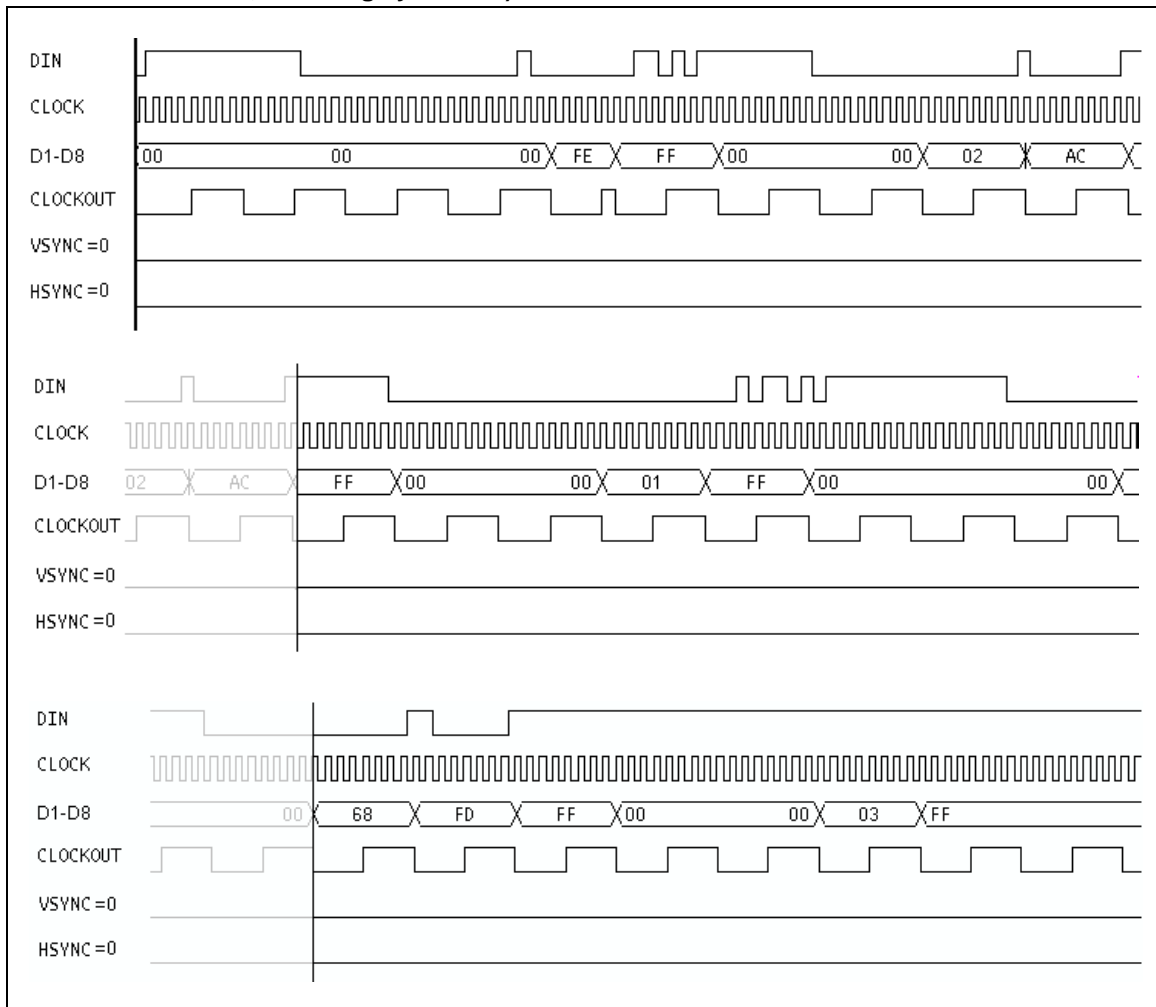 DIN
CLOCK
D1-D8 00 00 00 FE FF 00 00 02 AC
CLOCKOUT
VSYNC =0
HSYNC =0
DIN
CLOCK
D1-D8 02 AC FF 00 00 01 FF 00 00
CLOCKOUT
VSYNC =0
HSYNC =0
DIN
CLOCK
D1-D8 00 68 FD FF 00 00 03 FF
CLOCKOUT
VSYNC =0
HSYNC =0